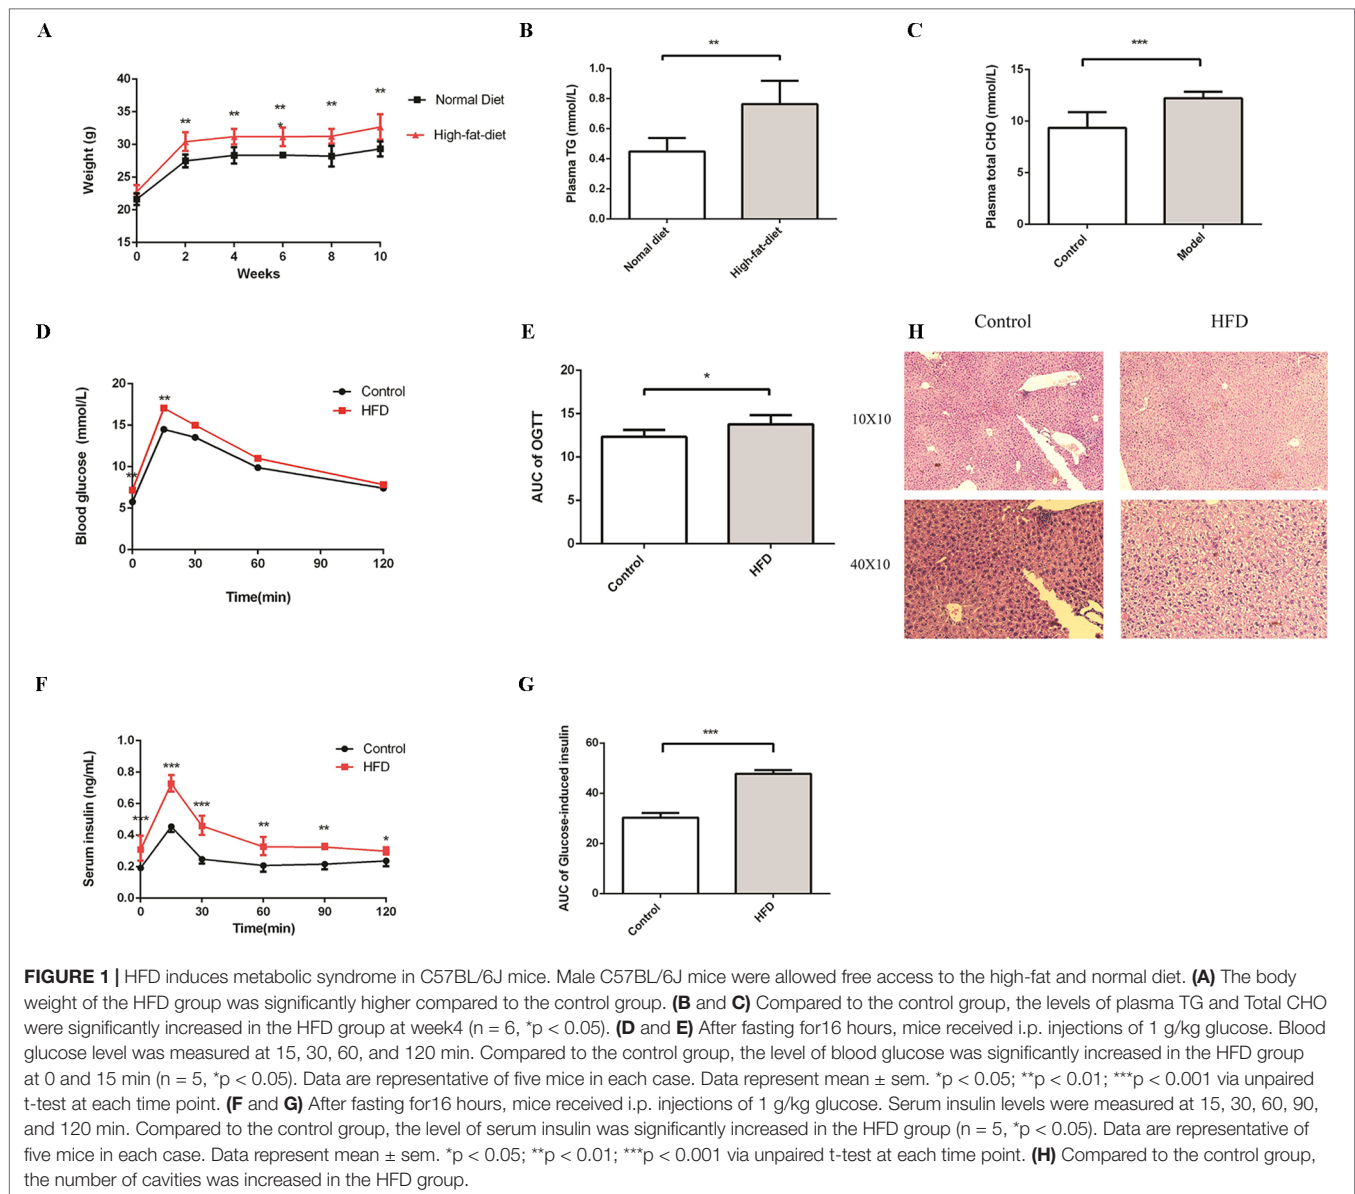 A
Weight (g)
40
35
30
25
20
15
** ** ** * ** **
0 2 4 6 8 10
Weeks
Normal Diet
High-fat-diet
B
Plasma TG (mmol/L)
**
1.0
0.8
0.6
0.4
0.2
0.0
Nomal diet
High-fat-diet
C
Plasma total CHO (mmol/L)
***
15
10
5
0
Control
Model
D
Blood glucose (mmol/L)
20
15
10
5
0
** **
0 30 60 90 120
Time(min)
Control
HFD
E
AUC of OGTT
*
20
15
10
5
0
Control
HFD
H
Control HFD
10X10
40X10
F
Serum insulin (ng/mL)
1.0
0.8
0.6
0.4
0.2
0.0
*** *** *** ** ** *
0 30 60 90 120
Time(min)
Control
HFD
G
AUC of Glucose-induced insulin
***
60
40
20
0
Control
HFD
FIGURE 1 | HFD induces metabolic syndrome in C57BL/6J mice. Male C57BL/6J mice were allowed free access to the high-fat and normal diet. (A) The body
weight of the HFD group was significantly higher compared to the control group. (B and C) Compared to the control group, the levels of plasma TG and Total CHO
were significantly increased in the HFD group at week4 (n = 6, *p < 0.05). (D and E) After fasting for16 hours, mice received i.p. injections of 1 g/kg glucose. Blood
glucose level was measured at 15, 30, 60, and 120 min. Compared to the control group, the level of blood glucose was significantly increased in the HFD group
at 0 and 15 min (n = 5, *p < 0.05). Data are representative of five mice in each case. Data represent mean ± sem. *p < 0.05; **p < 0.01; ***p < 0.001 via unpaired
t-test at each time point. (F and G) After fasting for16 hours, mice received i.p. injections of 1 g/kg glucose. Serum insulin levels were measured at 15, 30, 60, 90,
and 120 min. Compared to the control group, the level of serum insulin was significantly increased in the HFD group (n = 5, *p < 0.05). Data are representative of
five mice in each case. Data represent mean ± sem. *p < 0.05; **p < 0.01; ***p < 0.001 via unpaired t-test at each time point. (H) Compared to the control group,
the number of cavities was increased in the HFD group.